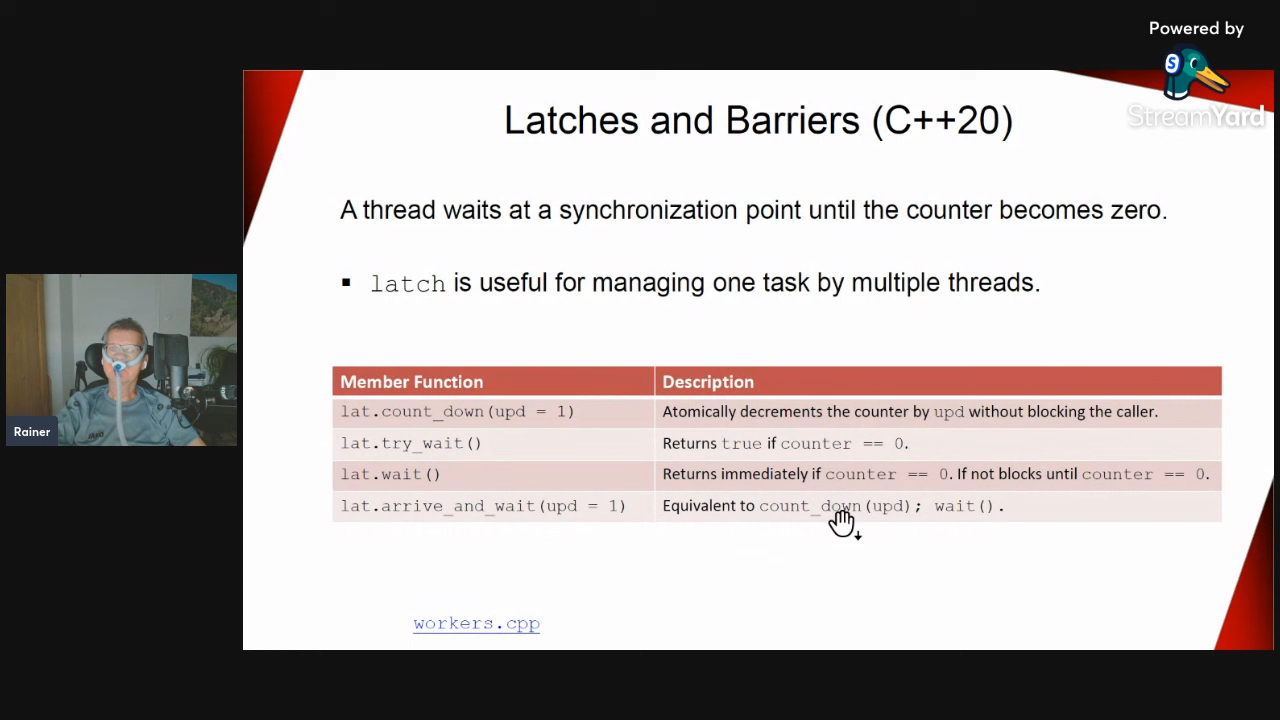 Powered by
S
StreamYard
Latches and Barriers (C++20)
A thread waits at a synchronization point until the counter becomes zero.
▪ latch is useful for managing one task by multiple threads.
Member Function Description
lat.count_down(upd = 1) Atomically decrements the counter by upd without blocking the caller.
lat.try_wait() Returns true if counter == 0.
lat.wait() Returns immediately if counter == 0. If not blocks until counter == 0.
lat.arrive_and_wait(upd = 1) Equivalent to count_down(upd); wait().
Rainer
workers.cpp